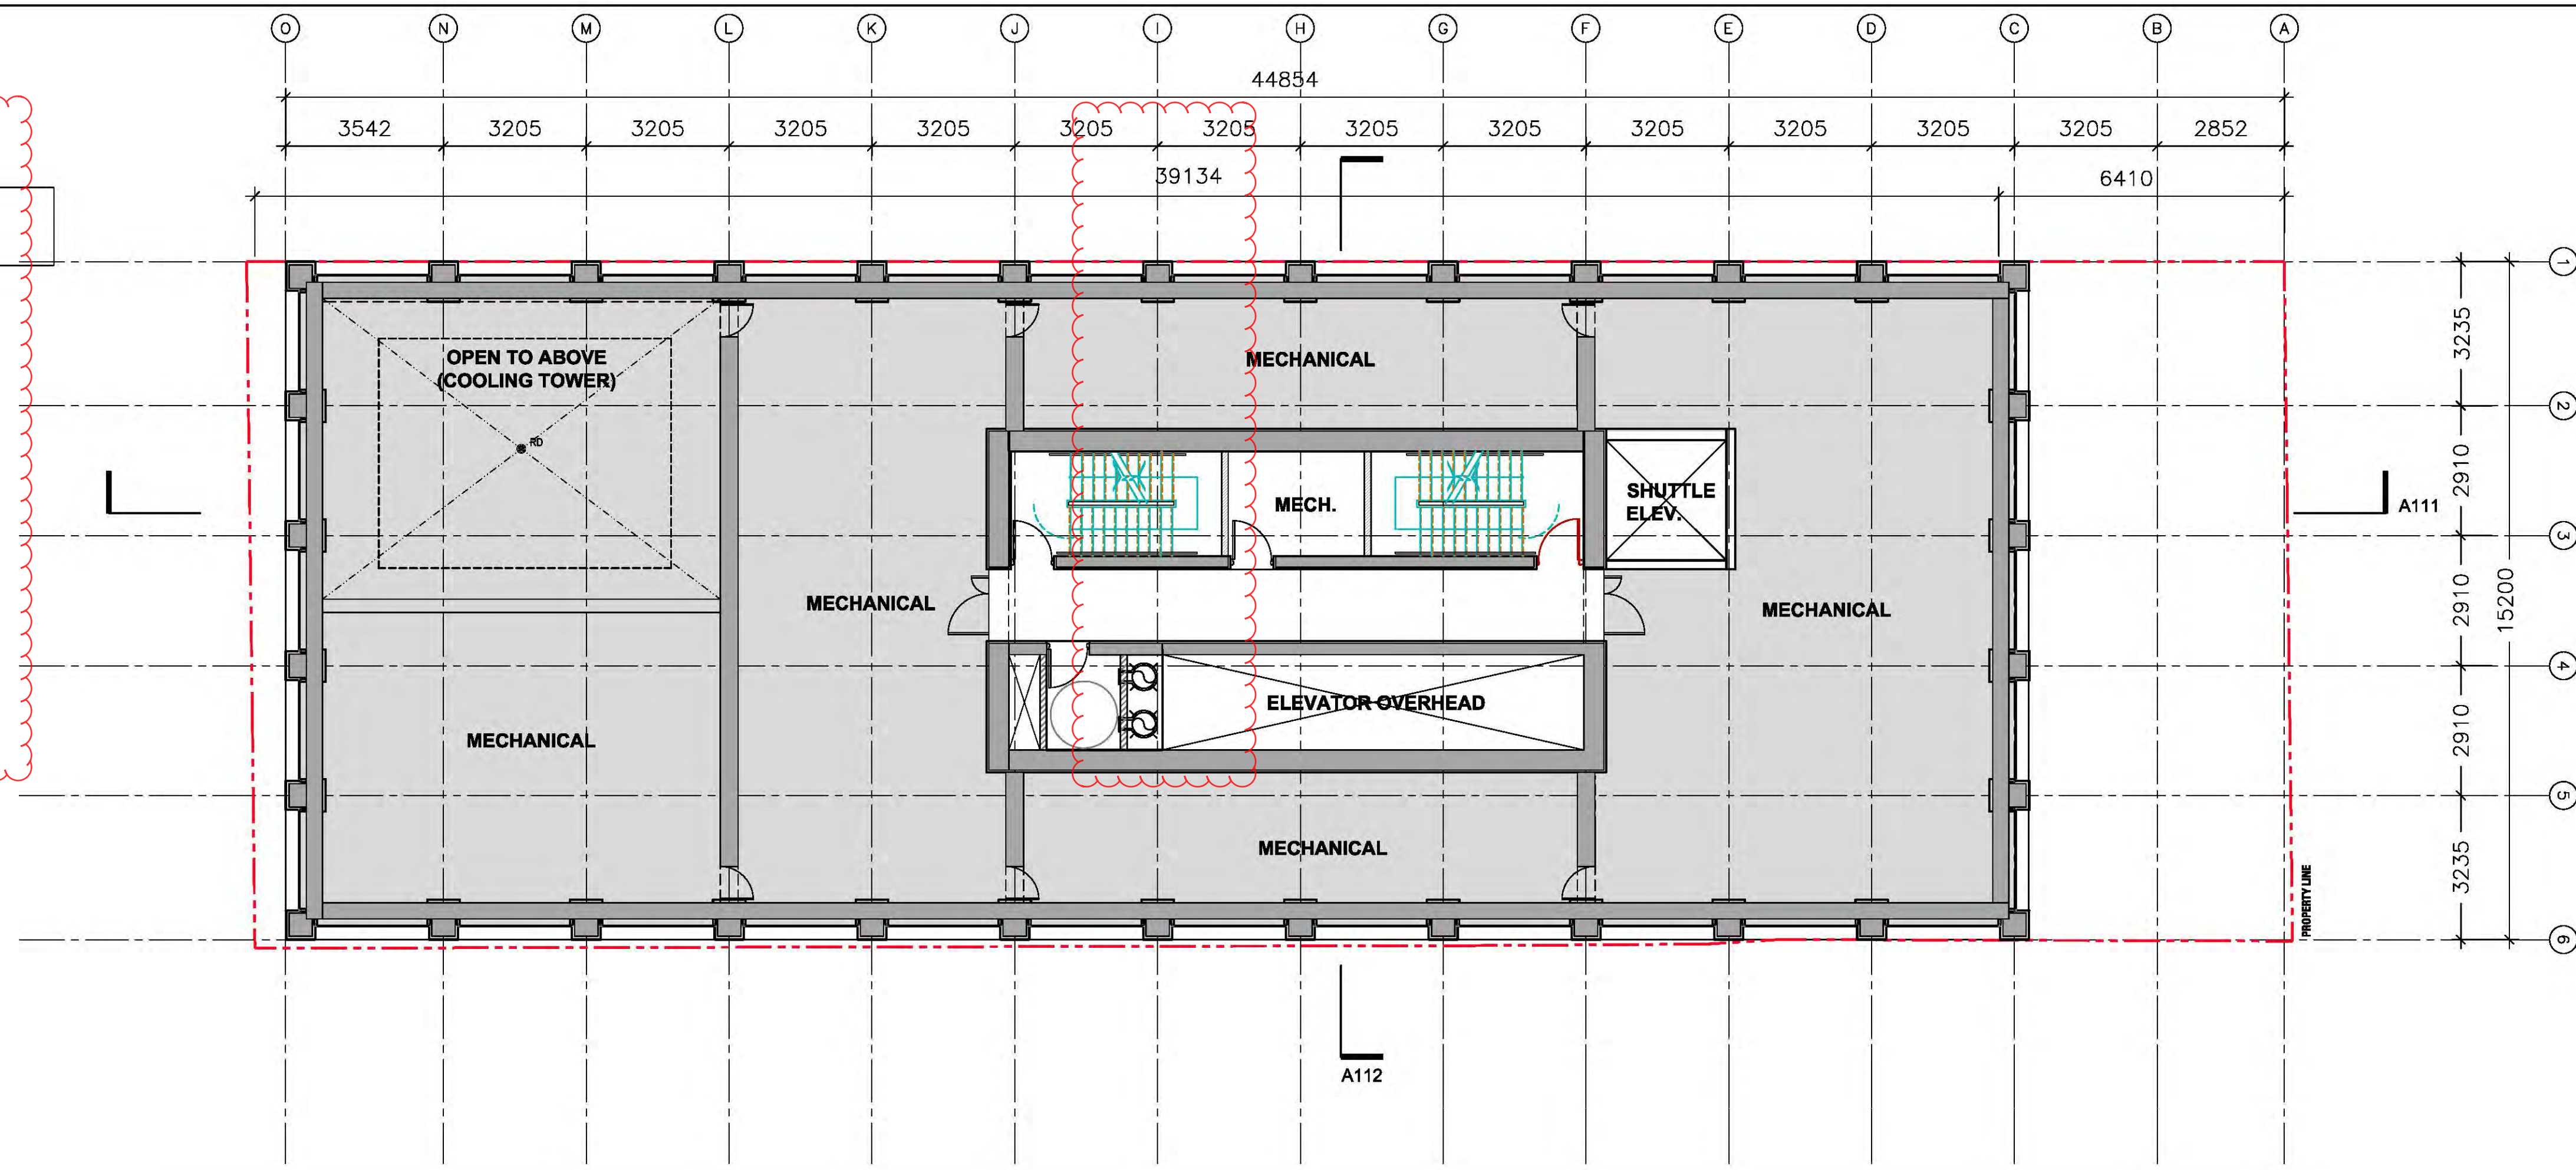 O N M L K J I H G F E D C B A
44854
3542 3205 3205 3205 3205 3205 3205 3205 3205 3205 3205 3205 3205 2852
39134 6410
1
3235
OPEN TO ABOVE
(COOLING TOWER)
MECHANICAL
2
RD
2910
SHUTTLE
ELEV.
MECH.
A111
3
2910
15200
MECHANICAL
MECHANICAL
4
ELEVATOR OVERHEAD
2910
MECHANICAL
5
MECHANICAL
3235
PROPERTY LINE
6
A112